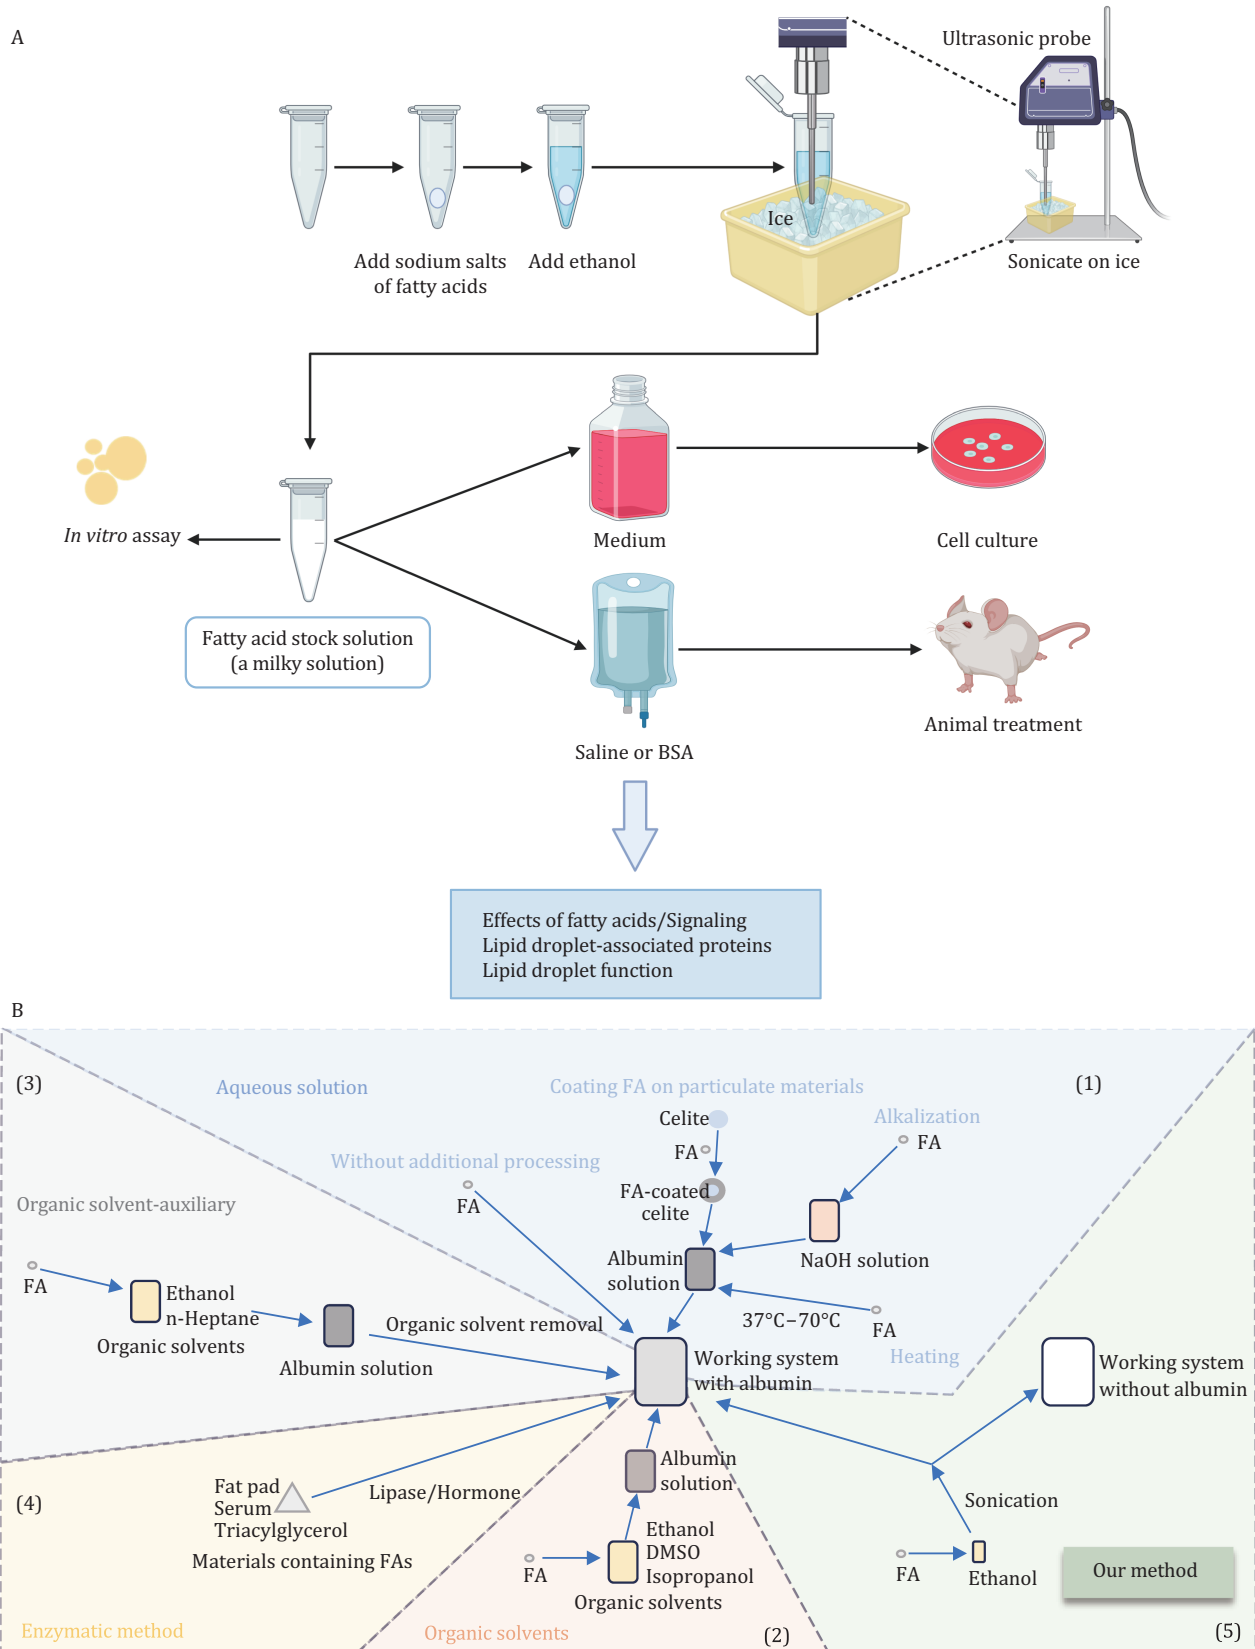 A
Ultrasonic probe
Ice
Add sodium salts
of fatty acids
Add ethanol
Sonicate on ice
In vitro assay
Medium
Cell culture
Fatty acid stock solution
(a milky solution)
Saline or BSA
Animal treatment
Effects of fatty acids/Signaling
Lipid droplet-associated proteins
Lipid droplet function
B
(3)
Aqueous solution
Coating FA on particulate materials
(1)
Celite
Alkalization
FA
FA
Without additional processing
FA
FA-coated
celite
Organic solvent-auxiliary
Albumin
solution
NaOH solution
FA
Ethanol
n-Heptane
Organic solvents
Organic solvent removal
37°C–70°C
FA
Heating
Albumin solution
Working system
with albumin
Working system
without albumin
(4)
Fat pad
Serum
Triacylglycerol
Lipase/Hormone
Materials containing FAs
Albumin
solution
Ethanol
DMSO
Isopropanol
FA
Organic solvents
Sonication
FA
Ethanol
Our method
Enzymatic method
Organic solvents
(2)
(5)